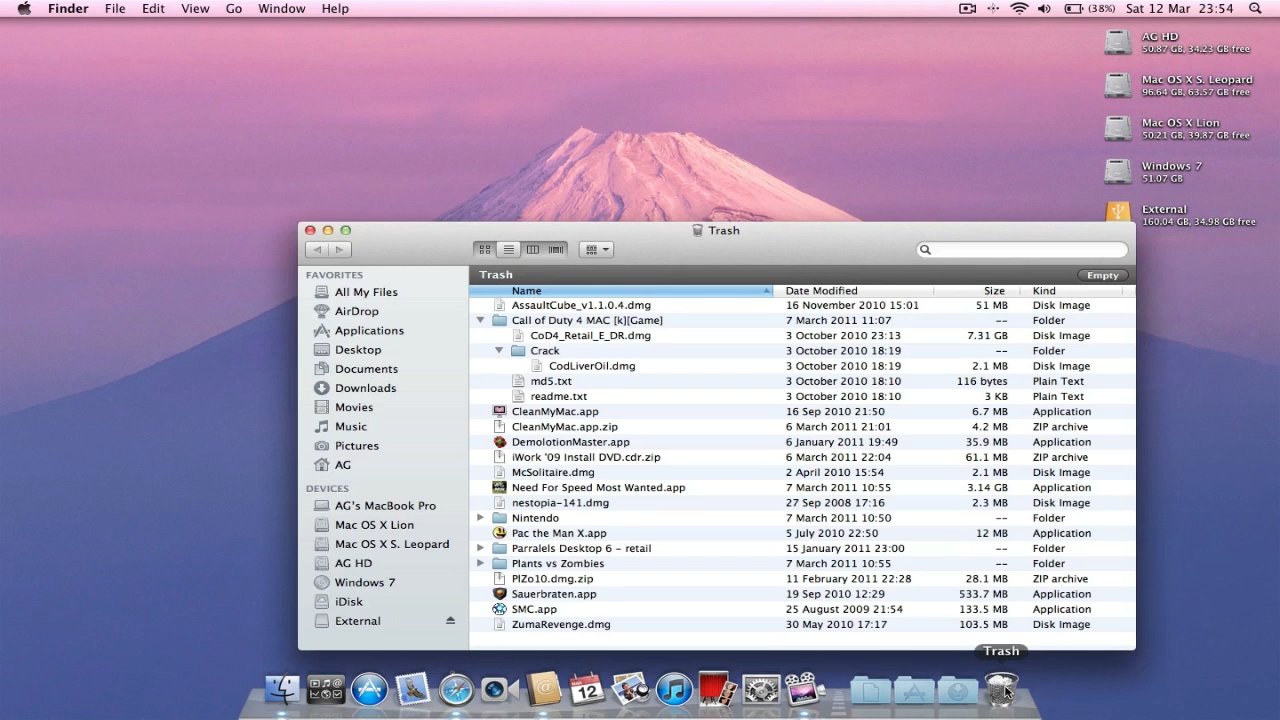 Finder File Edit View Go Window Help (38%) Sat 12 Mar 23:54
AG HD
50.87 GB, 34.23 GB free
Mac OS X S. Leopard
96.64 GB, 63.57 GB free
Mac OS X Lion
50.21 GB, 39.87 GB free
Windows 7
51.07 GB
External
160.04 GB, 34.98 GB free
Trash
Trash Empty
FAVORITES
All My Files
AirDrop
Applications
Desktop
Documents
Downloads
Movies
Music
Pictures
AG
DEVICES
AG's MacBook Pro
Mac OS X Lion
Mac OS X S. Leopard
AG HD
Windows 7
iDisk
External
Name Date Modified Size Kind
AssaultCube_v1.1.0.4.dmg 16 November 2010 15:01 51 MB Disk Image
Call of Duty 4 MAC [k][Game] 7 March 2011 11:07 -- Folder
CoD4_Retail_E_DR.dmg 3 October 2010 23:13 7.31 GB Disk Image
Crack 3 October 2010 18:19 -- Folder
CodLiverOil.dmg 3 October 2010 18:19 2.1 MB Disk Image
md5.txt 3 October 2010 18:10 116 bytes Plain Text
readme.txt 3 October 2010 18:10 3 KB Plain Text
CleanMyMac.app 16 Sep 2010 21:50 6.7 MB Application
CleanMyMac.app.zip 6 March 2011 21:01 4.2 MB ZIP archive
DemolotionMaster.app 6 January 2011 19:49 35.9 MB Application
iWork '09 Install DVD.cdr.zip 6 March 2011 22:04 61.1 MB ZIP archive
McSolitaire.dmg 2 April 2010 15:54 2.1 MB Disk Image
Need For Speed Most Wanted.app 7 March 2011 10:55 3.14 GB Application
nestopia-141.dmg 27 Sep 2008 17:16 2.3 MB Disk Image
Nintendo 7 March 2011 10:50 -- Folder
Pac the Man X.app 5 July 2010 22:50 12 MB Application
Parralels Desktop 6 - retail 15 January 2011 23:00 -- Folder
Plants vs Zombies 7 March 2011 10:55 -- Folder
PlZo10.dmg.zip 11 February 2011 22:28 28.1 MB ZIP archive
Sauerbraten.app 19 Sep 2010 12:29 533.7 MB Application
SMC.app 25 August 2009 21:54 133.5 MB Application
ZumaRevenge.dmg 30 May 2010 17:17 103.5 MB Disk Image
Trash
12